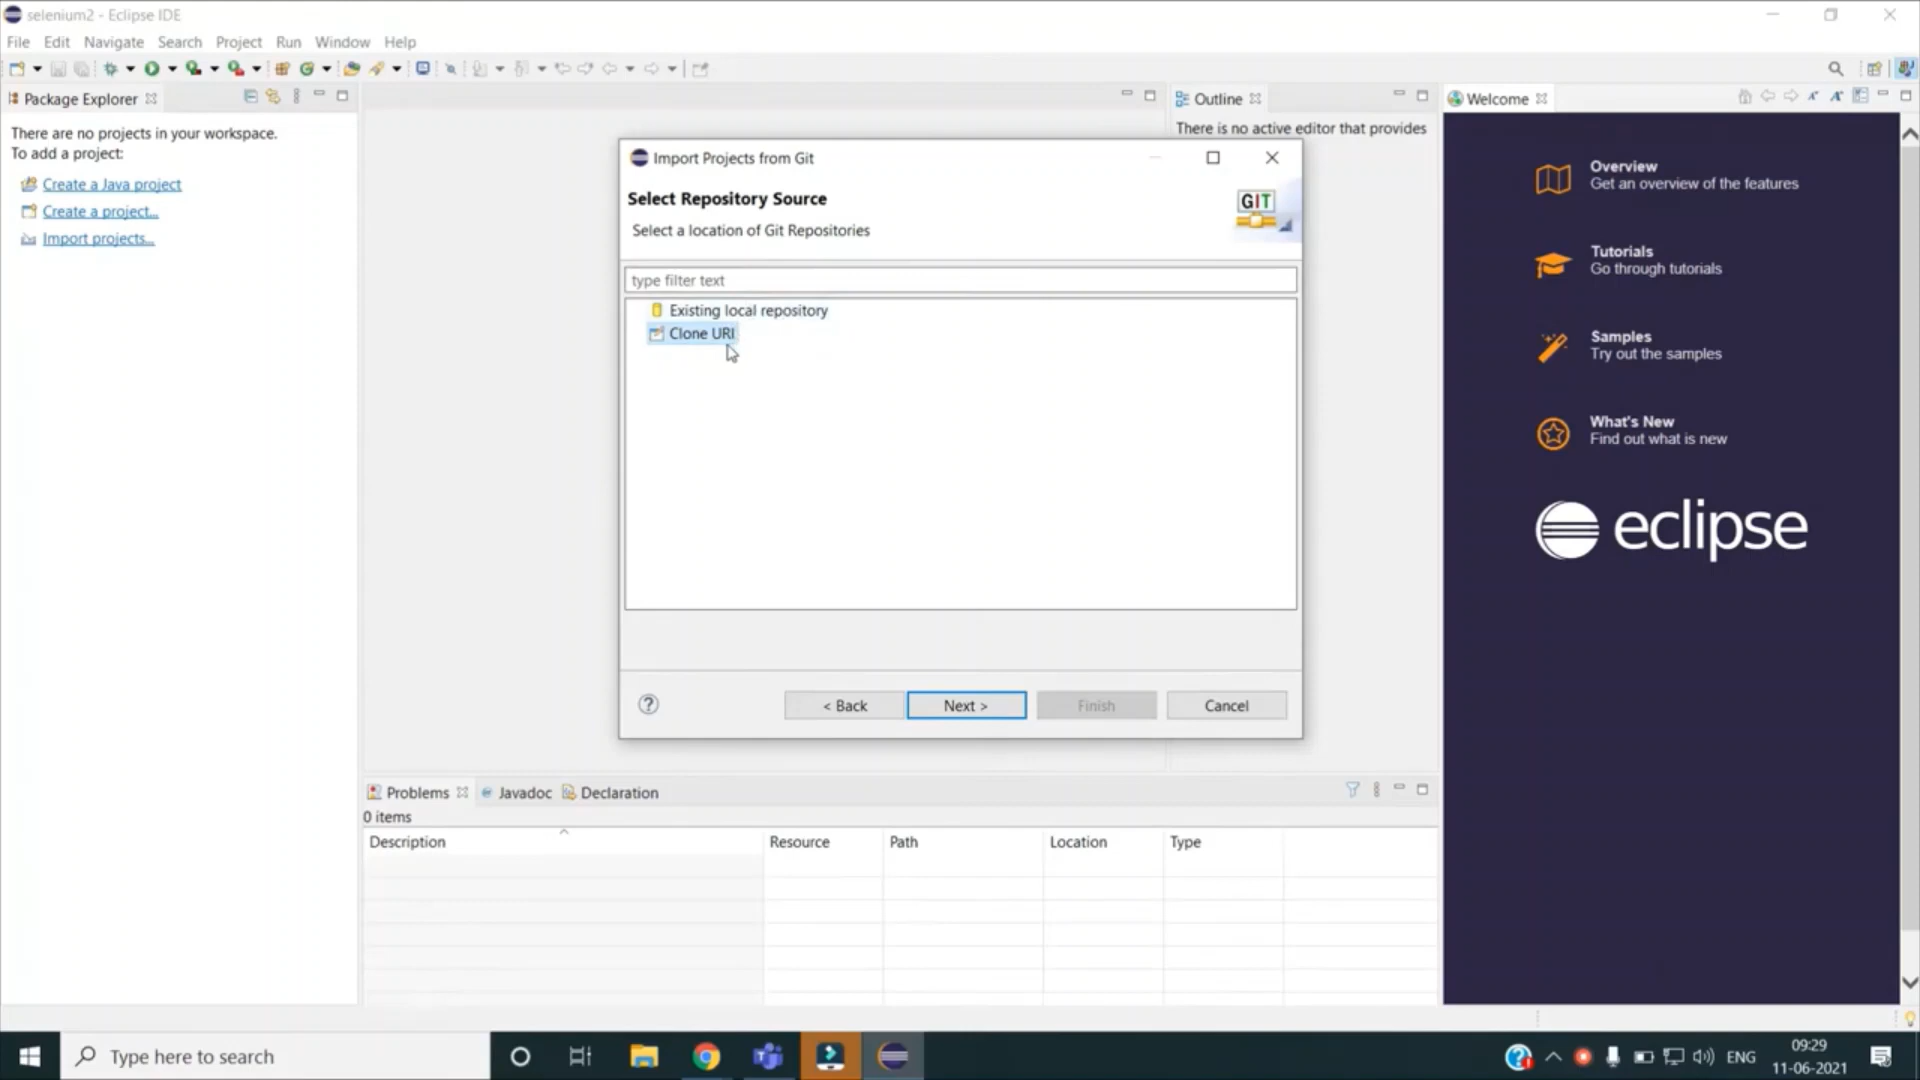 selenium2 - Eclipse IDE
File Edit Navigate Search Project Run Window Help
Package Explorer
There are no projects in your workspace.
To add a project:
Create a Java project
Create a project...
Import projects...
Outline
There is no active editor that provides
Import Projects from Git
Select Repository Source
Select a location of Git Repositories
GIT
type filter text
Existing local repository
Clone URI
< Back Next > Finish Cancel
Welcome
Overview
Get an overview of the features
Tutorials
Go through tutorials
Samples
Try out the samples
What's New
Find out what is new
eclipse
Problems Javadoc Declaration
0 items
Description Resource Path Location Type
Type here to search
ENG
09:29
11-06-2021